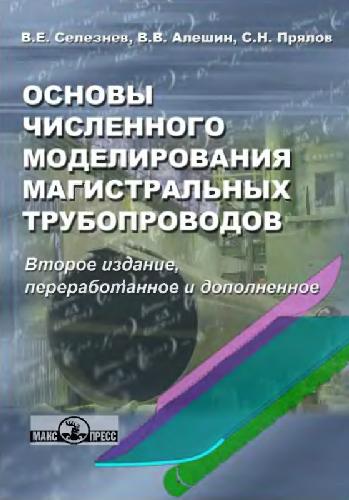 В.Е. Селезнев, В.В. Алешин, С.Н. Прялов
ОСНОВЫ
ЧИСЛЕННОГО
МОДЕЛИРОВАНИЯ
МАГИСТРАЛЬНЫХ
ТРУБОПРОВОДОВ
Второе издание,
переработанное и дополненное
МАКС ПРЕСС